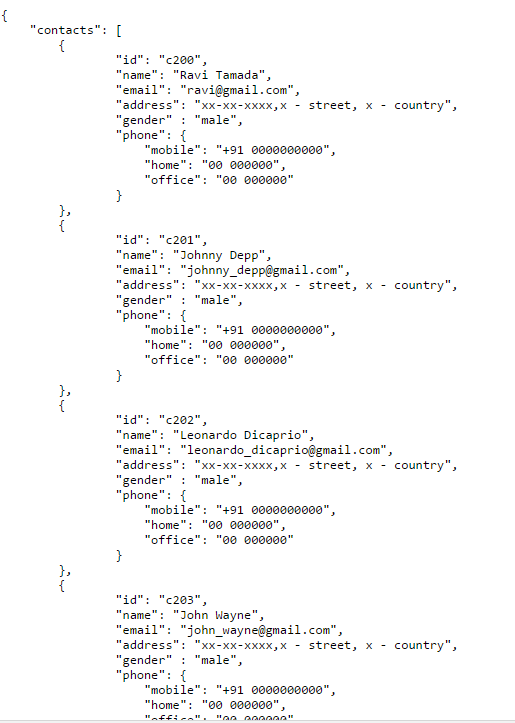 {
    "contacts": [
        {
                "id": "c200",
                "name": "Ravi Tamada",
                "email": "ravi@gmail.com",
                "address": "xx-xx-xxxx,x - street, x - country",
                "gender" : "male",
                "phone": {
                    "mobile": "+91 0000000000",
                    "home": "00 000000",
                    "office": "00 000000"
                }
        },
        {
                "id": "c201",
                "name": "Johnny Depp",
                "email": "johnny_depp@gmail.com",
                "address": "xx-xx-xxxx,x - street, x - country",
                "gender" : "male",
                "phone": {
                    "mobile": "+91 0000000000",
                    "home": "00 000000",
                    "office": "00 000000"
                }
        },
        {
                "id": "c202",
                "name": "Leonardo Dicaprio",
                "email": "leonardo_dicaprio@gmail.com",
                "address": "xx-xx-xxxx,x - street, x - country",
                "gender" : "male",
                "phone": {
                    "mobile": "+91 0000000000",
                    "home": "00 000000",
                    "office": "00 000000"
                }
        },
        {
                "id": "c203",
                "name": "John Wayne",
                "email": "john_wayne@gmail.com",
                "address": "xx-xx-xxxx,x - street, x - country",
                "gender" : "male",
                "phone": {
                    "mobile": "+91 0000000000",
                    "home": "00 000000",
                    "office": "00 000000"